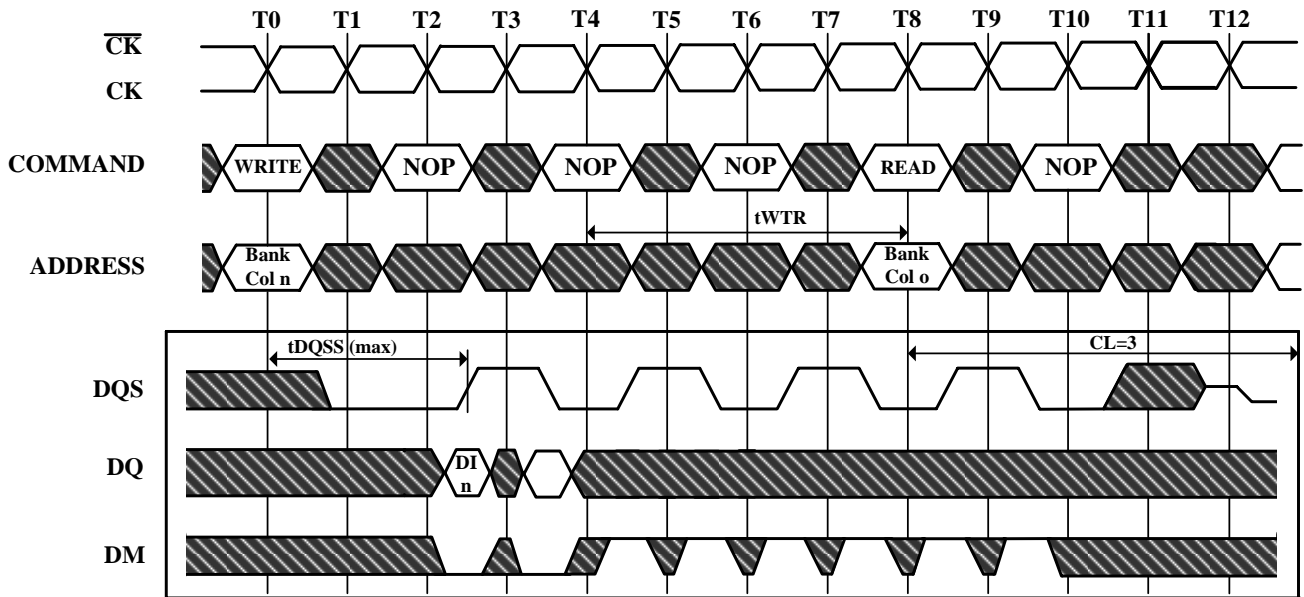 T0 T1 T2 T3 T4 T5 T6 T7 T8 T9 T10 T11 T12
CK
CK
COMMAND WRITE NOP NOP NOP READ NOP
tWTR
ADDRESS Bank Col n Bank Col o
tDQSS (max) CL=3
DQS
DQ DI n
DM